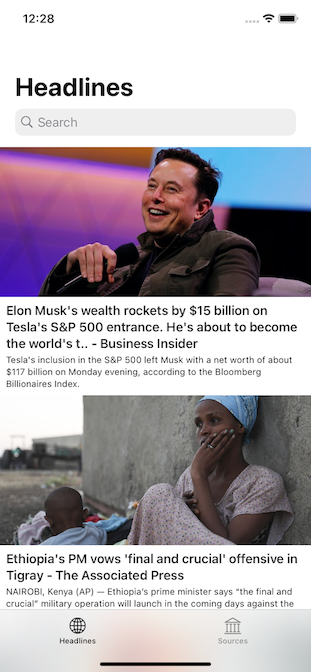 12:28
Headlines
Search
Elon Musk's wealth rockets by $15 billion on
Tesla's S&P 500 entrance. He's about to become
the world's t.. - Business Insider
Tesla's inclusion in the S&P 500 left Musk with a net worth of about
$117 billion on Monday evening, according to the Bloomberg
Billionaires Index.
Ethiopia's PM vows 'final and crucial' offensive in
Tigray - The Associated Press
NAIROBI, Kenya (AP) — Ethiopia's prime minister says “the final and
crucial” military operation will launch in the coming days against the
Headlines
Sources